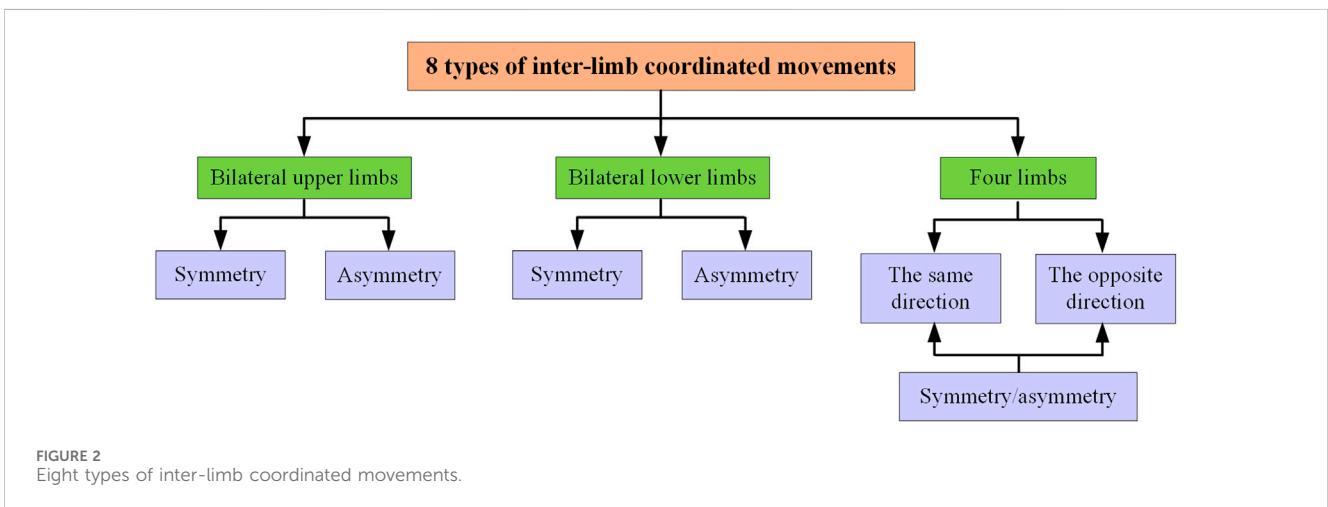 8 types of inter-limb coordinated movements
Bilateral upper limbs
Bilateral lower limbs
Four limbs
Symmetry
Asymmetry
Symmetry
Asymmetry
The same
direction
The opposite
direction
Symmetry/asymmetry
FIGURE 2
Eight types of inter-limb coordinated movements.